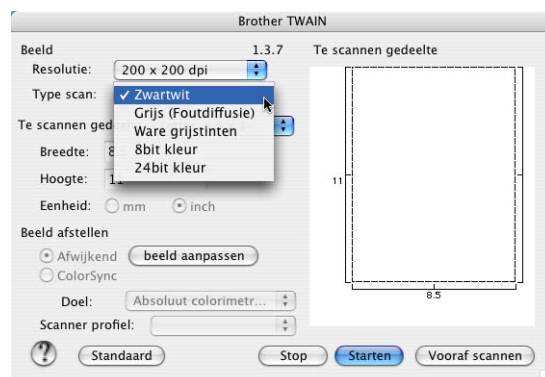 Brother TWAIN
Beeld 1.3.7
Resolutie: 200 x 200 dpi
Type scan: ✓ Zwartwit
Grijs (Foutdiffusie)
Ware grijstinten
8bit kleur
24bit kleur
Te scannen
Breedte: 8
Hoogte: 11
Eenheid: mm inch
Beeld afstellen
Afwijkend beeld aanpassen
ColorSync
Doel: Absoluut colorimetr...
Scanner profiel:
? Standaard Stop Starten Vooraf scannen
Te scannen gedeelte
11
8.5